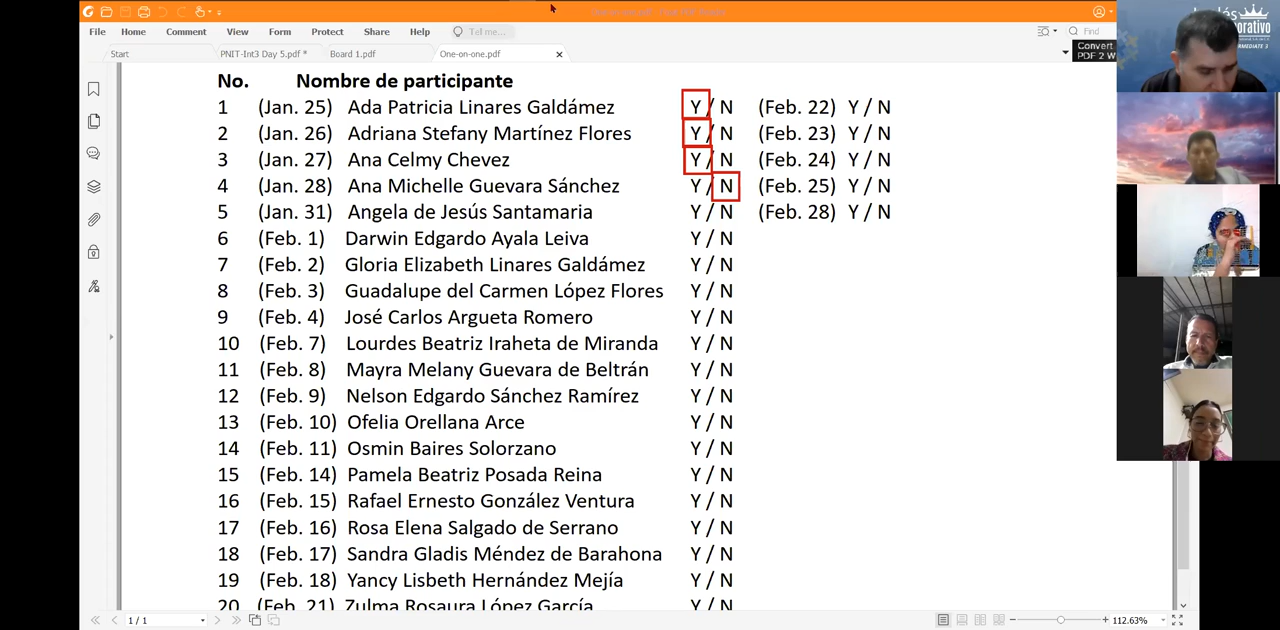 File Home Comment View Form Protect Share Help Tell me... Find
Start PNIT-Int3 Day 5.pdf * Board 1.pdf One-on-one.pdf
Convert
PDF 2 W
No. Nombre de participante
1 (Jan. 25) Ada Patricia Linares Galdámez Y / N (Feb. 22) Y / N
2 (Jan. 26) Adriana Stefany Martínez Flores Y / N (Feb. 23) Y / N
3 (Jan. 27) Ana Celmy Chevez Y / N (Feb. 24) Y / N
4 (Jan. 28) Ana Michelle Guevara Sánchez Y / N (Feb. 25) Y / N
5 (Jan. 31) Angela de Jesús Santamaria Y / N (Feb. 28) Y / N
6 (Feb. 1) Darwin Edgardo Ayala Leiva Y / N
7 (Feb. 2) Gloria Elizabeth Linares Galdámez Y / N
8 (Feb. 3) Guadalupe del Carmen López Flores Y / N
9 (Feb. 4) José Carlos Argueta Romero Y / N
10 (Feb. 7) Lourdes Beatriz Iraheta de Miranda Y / N
11 (Feb. 8) Mayra Melany Guevara de Beltrán Y / N
12 (Feb. 9) Nelson Edgardo Sánchez Ramírez Y / N
13 (Feb. 10) Ofelia Orellana Arce Y / N
14 (Feb. 11) Osmin Baires Solorzano Y / N
15 (Feb. 14) Pamela Beatriz Posada Reina Y / N
16 (Feb. 15) Rafael Ernesto González Ventura Y / N
17 (Feb. 16) Rosa Elena Salgado de Serrano Y / N
18 (Feb. 17) Sandra Gladis Méndez de Barahona Y / N
19 (Feb. 18) Yancy Lisbeth Hernández Mejía Y / N
20 (Feb. 21) Zulma Rosaura López García Y / N
1 / 1 112.63%